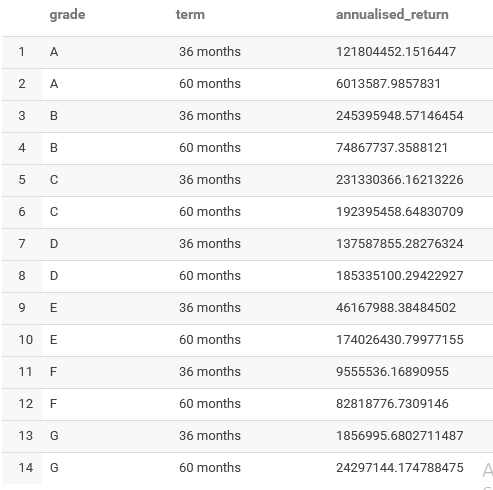 grade term annualised_return
1 A 36 months 121804452.1516447
2 A 60 months 6013587.9857831
3 B 36 months 245395948.57146454
4 B 60 months 74867737.3588121
5 C 36 months 231330366.16213226
6 C 60 months 192395458.64830709
7 D 36 months 137587855.28276324
8 D 60 months 185335100.29422927
9 E 36 months 46167988.38484502
10 E 60 months 174026430.79977155
11 F 36 months 9555536.16890955
12 F 60 months 82818776.7309146
13 G 36 months 1856995.6802711487
14 G 60 months 24297144.174788475
A